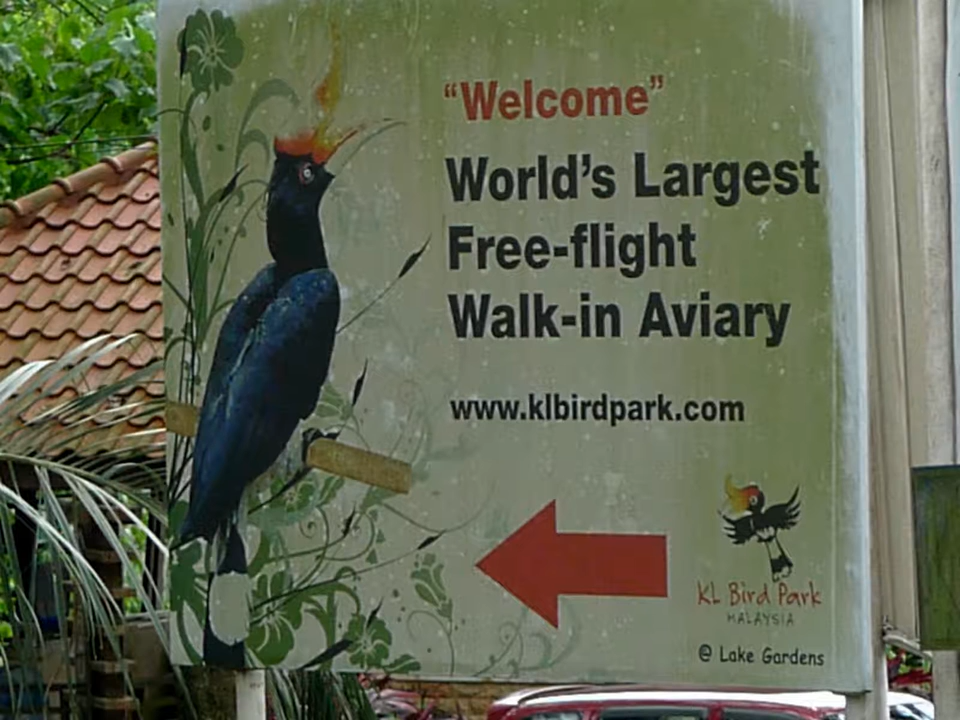 “Welcome”
World's Largest
Free-flight
Walk-in Aviary
www.klbirdpark.com
KL Bird Park
MALAYSIA
@ Lake Gardens